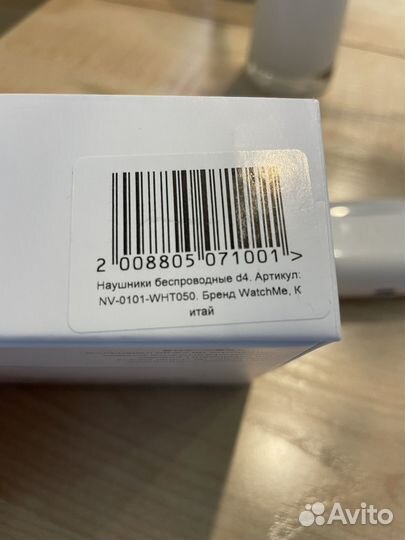 2 008805 071001 >
Наушники беспроводные d4. Артикул:
NV-0101-WHT050. Бренд WatchMe, К
итай
Avito